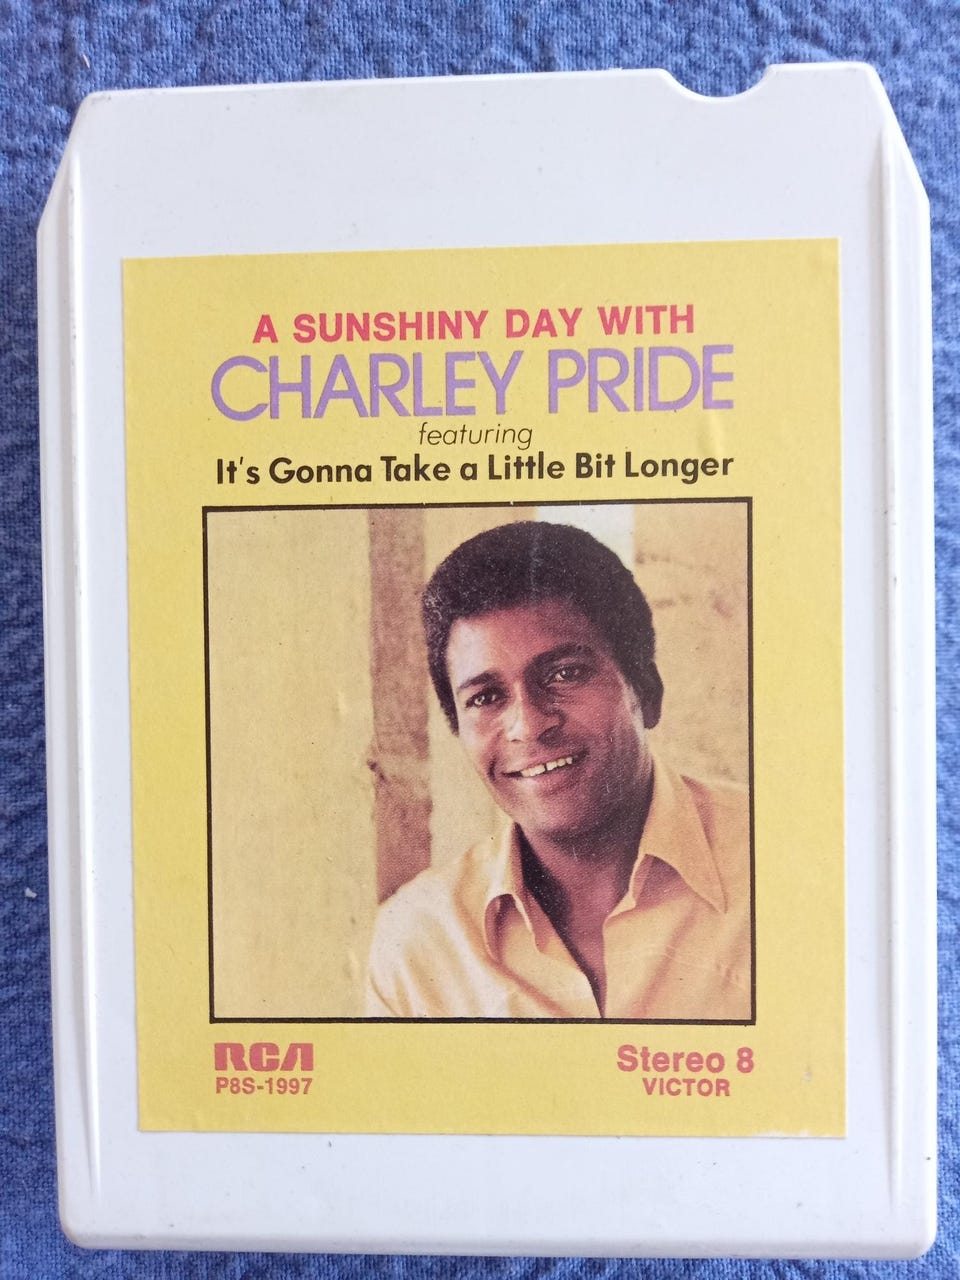 A SUNSHINY DAY WITH
CHARLEY PRIDE
featuring
It's Gonna Take a Little Bit Longer
RCA
P8S-1997
Stereo 8
VICTOR